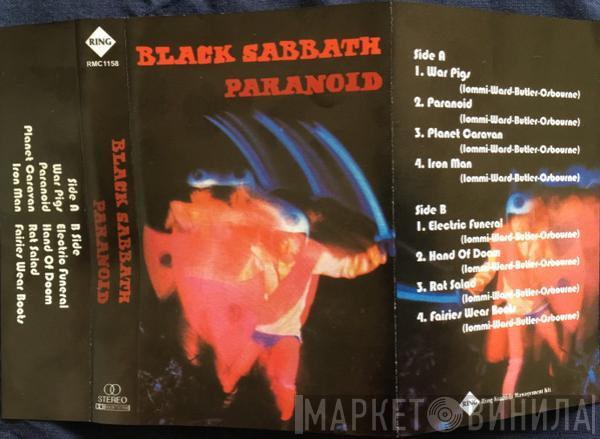 Side A B Side
War Pigs Electric Funeral
Paranoid Hand Of Doom
Planet Caravan Rat Salad
Iron Man Fairies Wear Boots
RING
RMC1158
BLACK SABBATH
PARANOID
STEREO
BLACK SABBATH
PARANOID
Side A
1. War Pigs
(Iommi-Ward-Butler-Osbourne)
2. Paranoid
(Iommi-Ward-Butler-Osbourne)
3. Planet Caravan
(Iommi-Ward-Butler-Osbourne)
4. Iron Man
(Iommi-Ward-Butler-Osbourne)
Side B
1. Electric Funeral
(Iommi-Ward-Butler-Osbourne)
2. Hand Of Doom
(Iommi-Ward-Butler-Osbourne)
3. Rat Salad
(Iommi-Ward-Butler-Osbourne)
4. Fairies Wear Boots
(Iommi-Ward-Butler-Osbourne)
RING Ring Management Kft
МАРКЕТ ВИНИЛА